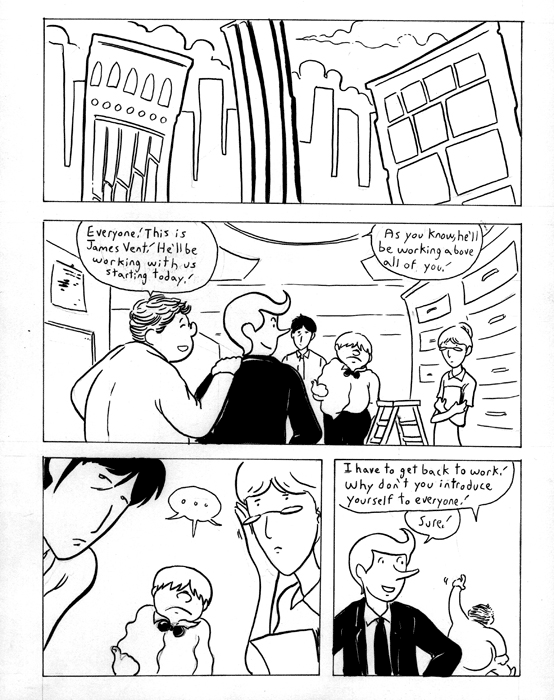 Everyone! This is
James Vent! He'll be
working with us
starting today!
As you know, he'll
be working above
all of you!
...
I have to get back to work!
Why don't you introduce
yourself to everyone!
Sure!